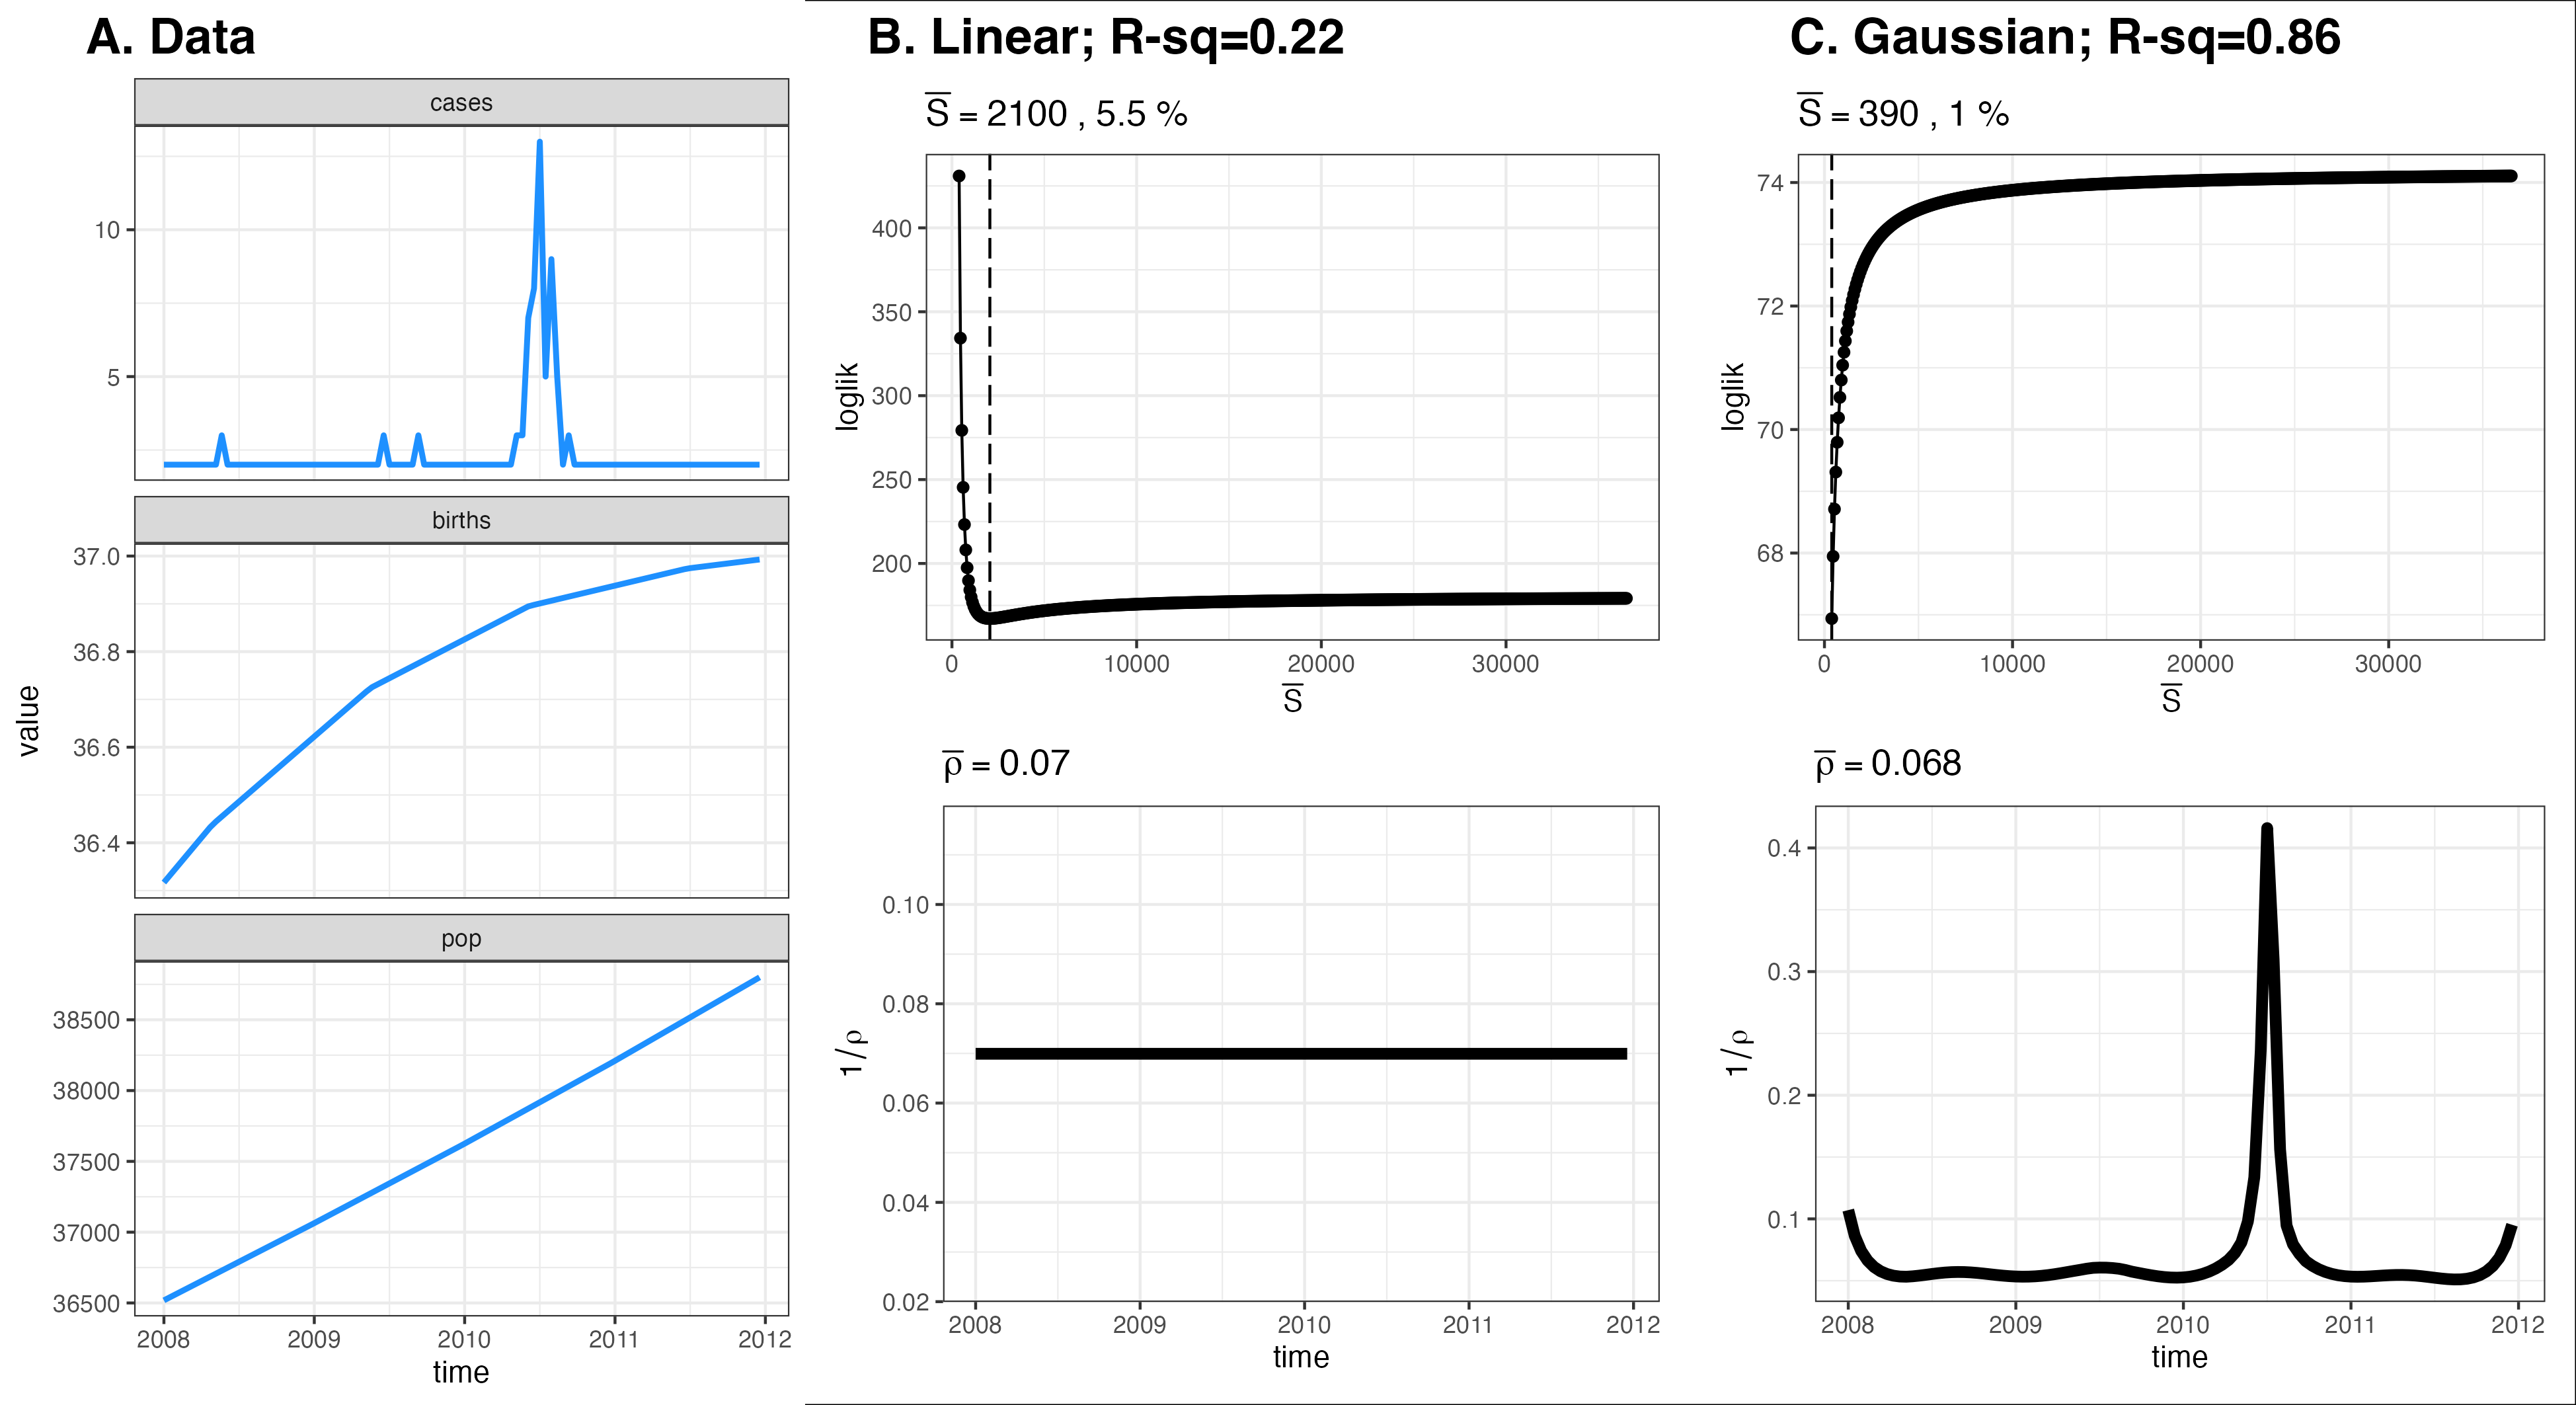 A. Data
cases
10
5
births
37.0
36.8
36.6
36.4
value
pop
38500
38000
37500
37000
36500
2008 2009 2010 2011 2012
time
B. Linear; R-sq=0.22
S̅ = 2100 , 5.5 %
400
350
300
250
200
loglik
0 10000 20000 30000
S̅
ρ̅ = 0.07
0.10
0.08
0.06
0.04
0.02
1/ρ
2008 2009 2010 2011 2012
time
C. Gaussian; R-sq=0.86
S̅ = 390 , 1 %
74
72
70
68
loglik
0 10000 20000 30000
S̅
ρ̅ = 0.068
0.4
0.3
0.2
0.1
1/ρ
2008 2009 2010 2011 2012
time